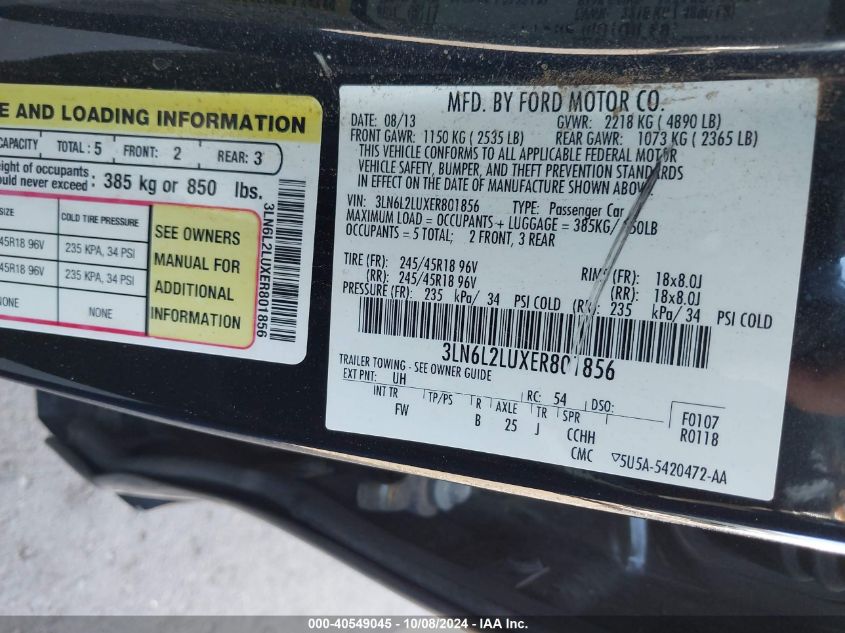 E AND LOADING INFORMATION
CAPACITY TOTAL: 5 FRONT: 2 REAR: 3
eight of occupants
ould never exceed: 385 kg or 850 lbs.
SIZE COLD TIRE PRESSURE
45R18 96V 235 KPA, 34 PSI
45R18 96V 235 KPA, 34 PSI
NONE NONE
SEE OWNERS
MANUAL FOR
ADDITIONAL
INFORMATION
3LN6L2LUXER801856
MFD. BY FORD MOTOR CO.
DATE: 08/13 GVWR: 2218 KG ( 4890 LB)
FRONT GAWR: 1150 KG ( 2535 LB) REAR GAWR: 1073 KG ( 2365 LB)
THIS VEHICLE CONFORMS TO ALL APPLICABLE FEDERAL MOTOR
VEHICLE SAFETY, BUMPER, AND THEFT PREVENTION STANDARDS
IN EFFECT ON THE DATE OF MANUFACTURE SHOWN ABOVE
VIN: 3LN6L2LUXER801856 TYPE: Passenger Car
MAXIMUM LOAD = OCCUPANTS + LUGGAGE = 385KG/ 850LB
OCCUPANTS = 5 TOTAL; 2 FRONT, 3 REAR
TIRE (FR): 245/45R18 96V RIMS (FR): 18x8.0J
(RR): 245/45R18 96V (RR): 18x8.0J
PRESSURE (FR): 235 kPa/ 34 PSI COLD (RR): 235 kPa/ 34 PSI COLD
3LN6L2LUXER801856
TRAILER TOWING - SEE OWNER GUIDE
EXT PNT: UH RC: 54 DSO:
INT TR TP/PS R AXLE TR SPR F0107
FW B 25 J CCHH R0118
CMC ▽5U5A-5420472-AA
000-40549045 - 10/08/2024 - IAA.